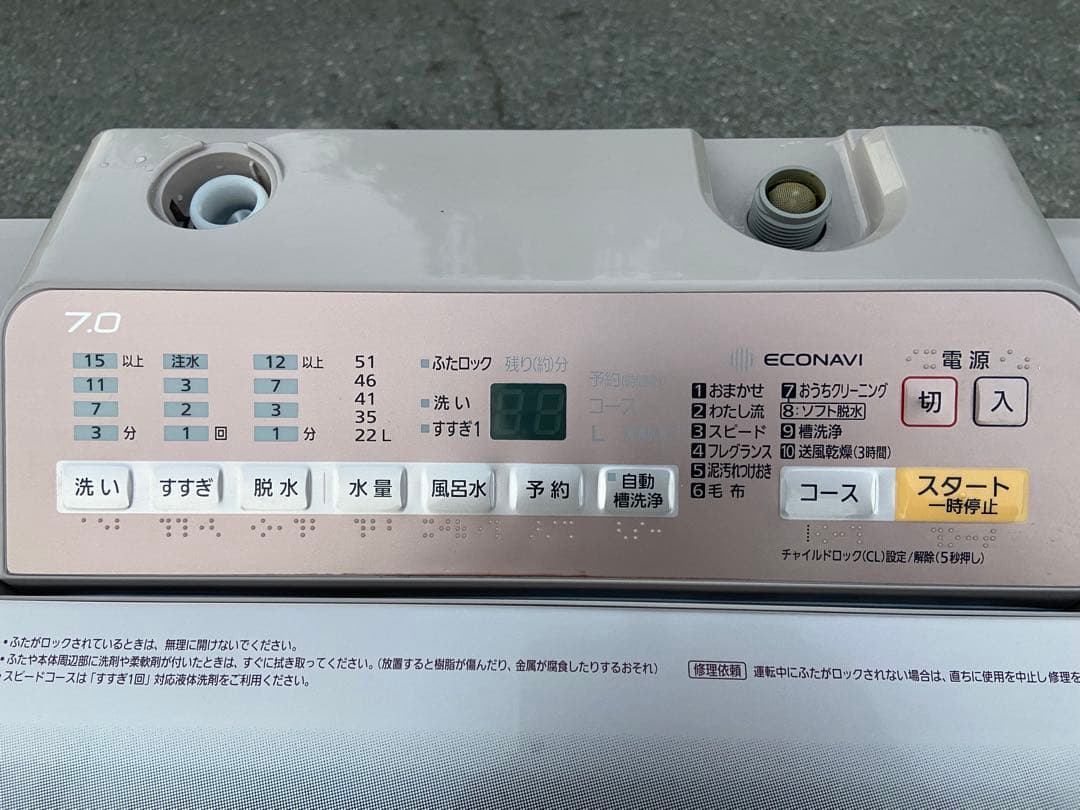 7.0
15 以上
11
7
3 分
注水
3
2
1 回
12 以上
7
3
1 分
51
46
41
35
22 L
ふたロック
洗い
すすぎ1
残り(約)分
88
予約
コース
L
ECONAVI
1 おまかせ
2 わたし流
3 スピード
4 フレグランス
5 泥汚れつけおき
6 毛布
7 おうちクリーニング
8:ソフト脱水
9 槽洗浄
10 送風乾燥(3時間)
電源
切
入
洗い
すすぎ
脱水
水量
風呂水
予約
自動
槽洗浄
コース
スタート
一時停止
チャイルドロック(CL)設定/解除(5秒押し)
・ふたがロックされているときは、無理に開けないでください。
・ふたや本体周辺部に洗剤や柔軟剤が付いたときは、すぐに拭き取ってください。(放置すると樹脂が傷んだり、金属が腐食したりするおそれ)
・スピードコースは「すすぎ1回」対応液体洗剤をご利用ください。
修理依頼 運転中にふたがロックされない場合は、直ちに使用を中止し修理を